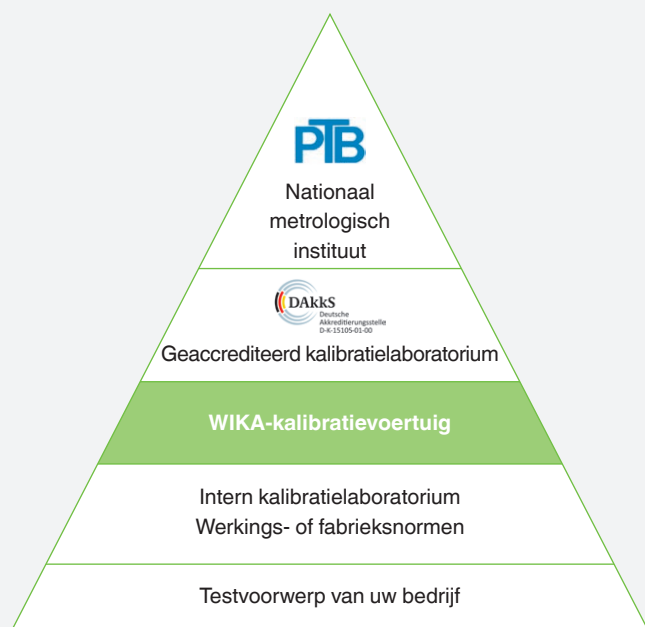 PTB
Nationaal
metrologisch
instituut
DAkkS
Deutsche
Akkreditierungsstelle
D-K-15105-01-00
Geaccrediteerd kalibratielaboratorium
WIKA-kalibratievoertuig
Intern kalibratielaboratorium
Werkings- of fabrieksnormen
Testvoorwerp van uw bedrijf